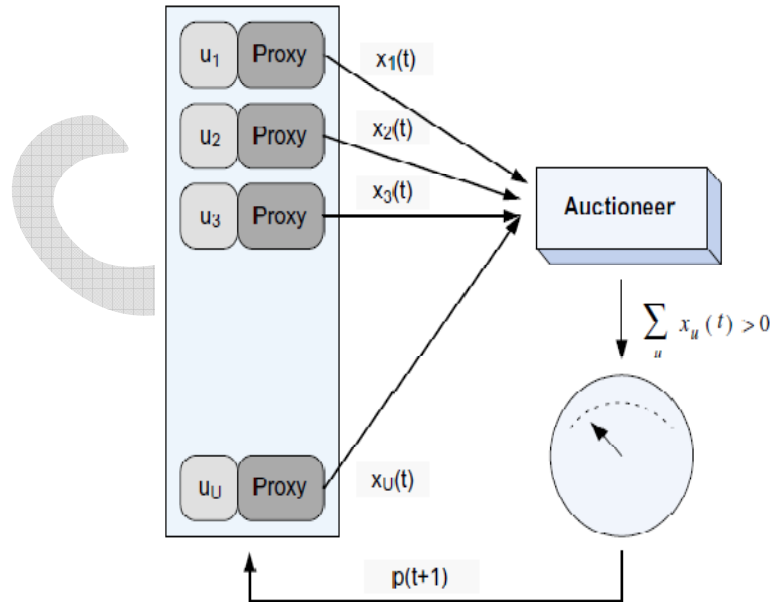 u1 Proxy
x1(t)
u2 Proxy
x2(t)
u3 Proxy
x3(t)
Auctioneer
∑u xu(t) > 0
uU Proxy
xU(t)
p(t+1)